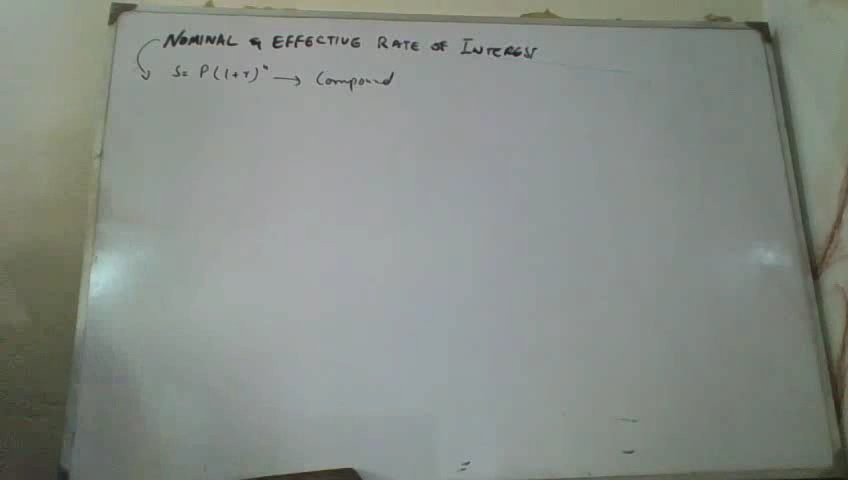 NOMINAL & EFFECTIVE RATE OF INTEREST
S= P(1+r)ⁿ → Compound